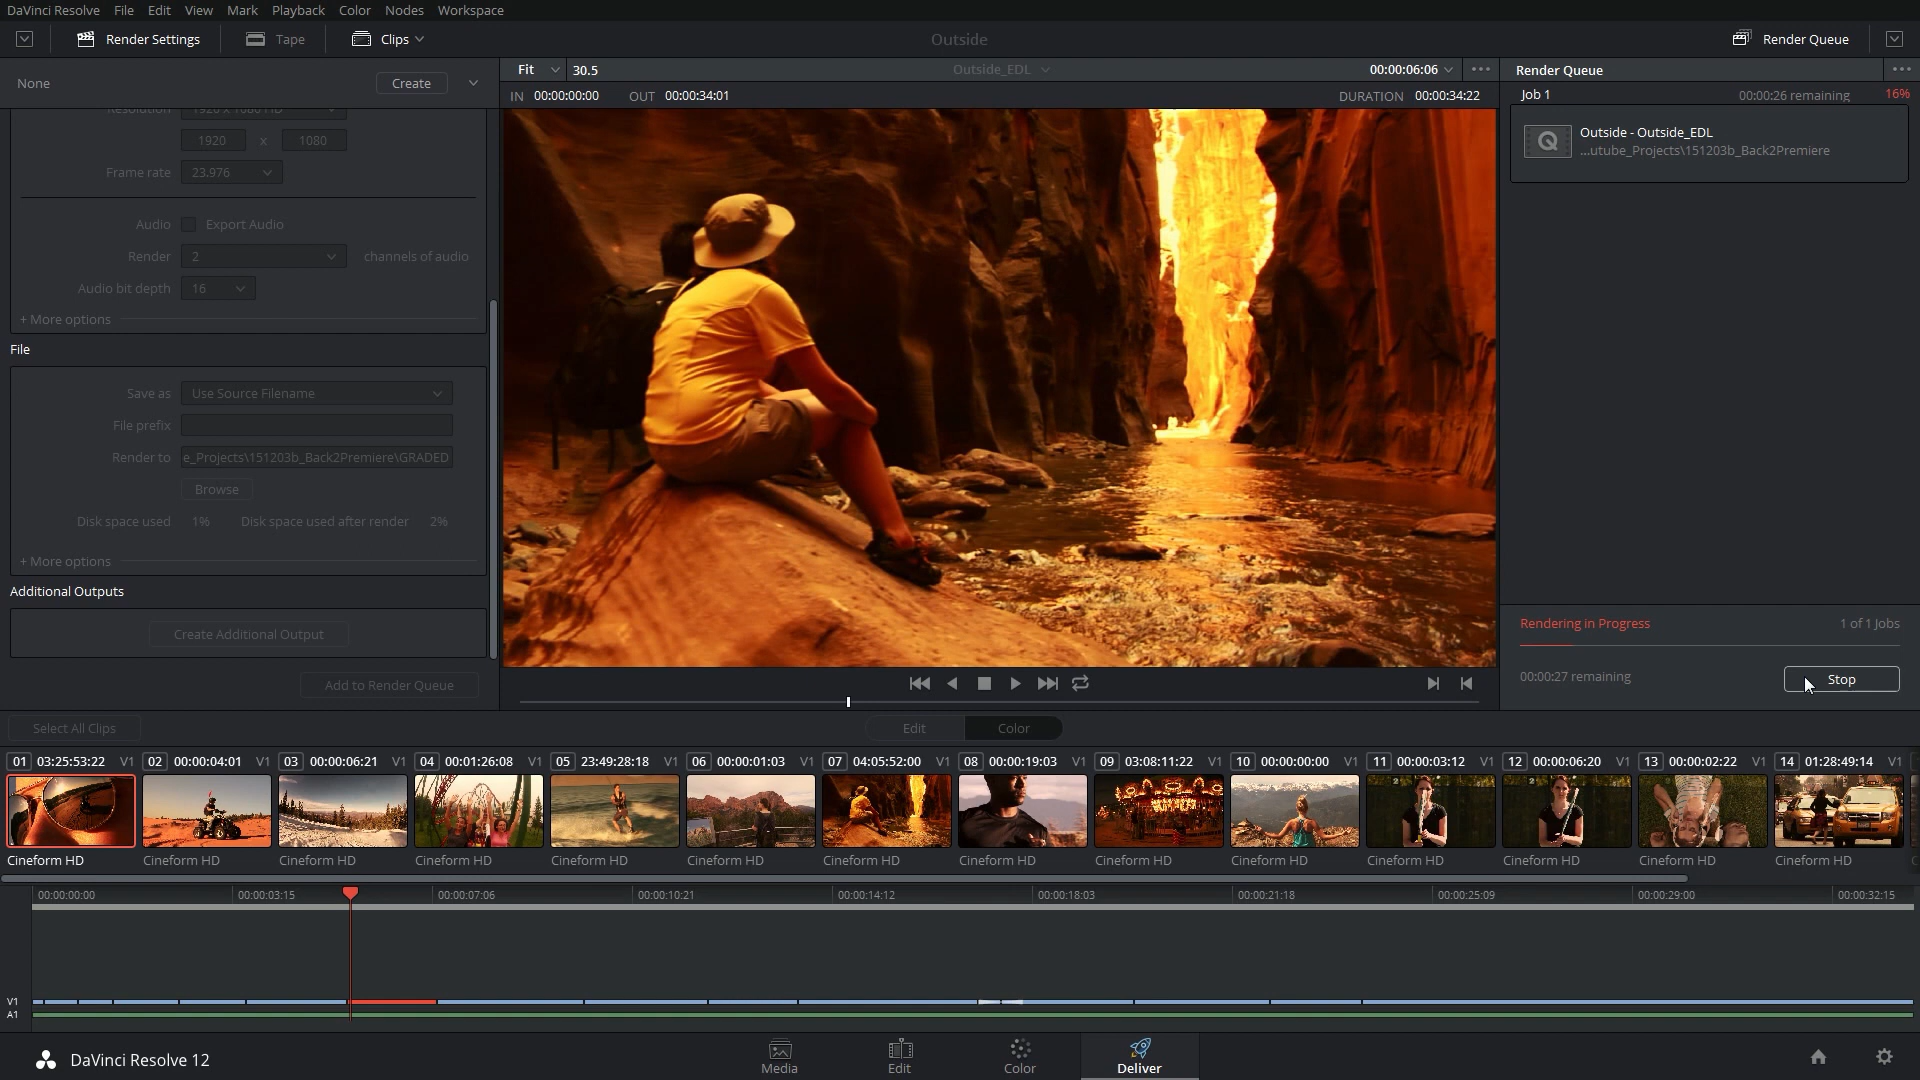 DaVinci Resolve File Edit View Mark Playback Color Nodes Workspace
Render Settings Tape Clips Outside Render Queue
None Create
Fit 30.5 Outside_EDL 00:00:06:06
Render Queue
IN 00:00:00:00 OUT 00:00:34:01 DURATION 00:00:34:22
Job 1 00:00:26 remaining 16%
Outside - Outside_EDL
...utube_Projects\151203b_Back2Premiere
Resolution 1920 x 1080 HD
1920 x 1080
Frame rate 23.976
Audio Export Audio
Render 2 channels of audio
Audio bit depth 16
+ More options
File
Save as Use Source Filename
File prefix
Render to e_Projects\151203b_Back2Premiere\GRADED
Browse
Disk space used 1% Disk space used after render 2%
+ More options
Additional Outputs
Create Additional Output
Add to Render Queue
Rendering in Progress 1 of 1 Jobs
00:00:27 remaining Stop
Select All Clips Edit Color
01 03:25:53:22 V1 02 00:00:04:01 V1 03 00:00:06:21 V1 04 00:01:26:08 V1 05 23:49:28:18 V1 06 00:00:01:03 V1 07 04:05:52:00 V1 08 00:00:19:03 V1 09 03:08:11:22 V1 10 00:00:00:00 V1 11 00:00:03:12 V1 12 00:00:06:20 V1 13 00:00:02:22 V1 14 01:28:49:14 V1
Cineform HD Cineform HD Cineform HD Cineform HD Cineform HD Cineform HD Cineform HD Cineform HD Cineform HD Cineform HD Cineform HD Cineform HD Cineform HD Cineform HD
00:00:00:00 00:00:03:15 00:00:07:06 00:00:10:21 00:00:14:12 00:00:18:03 00:00:21:18 00:00:25:09 00:00:29:00 00:00:32:15
V1
A1
DaVinci Resolve 12
Media Edit Color Deliver